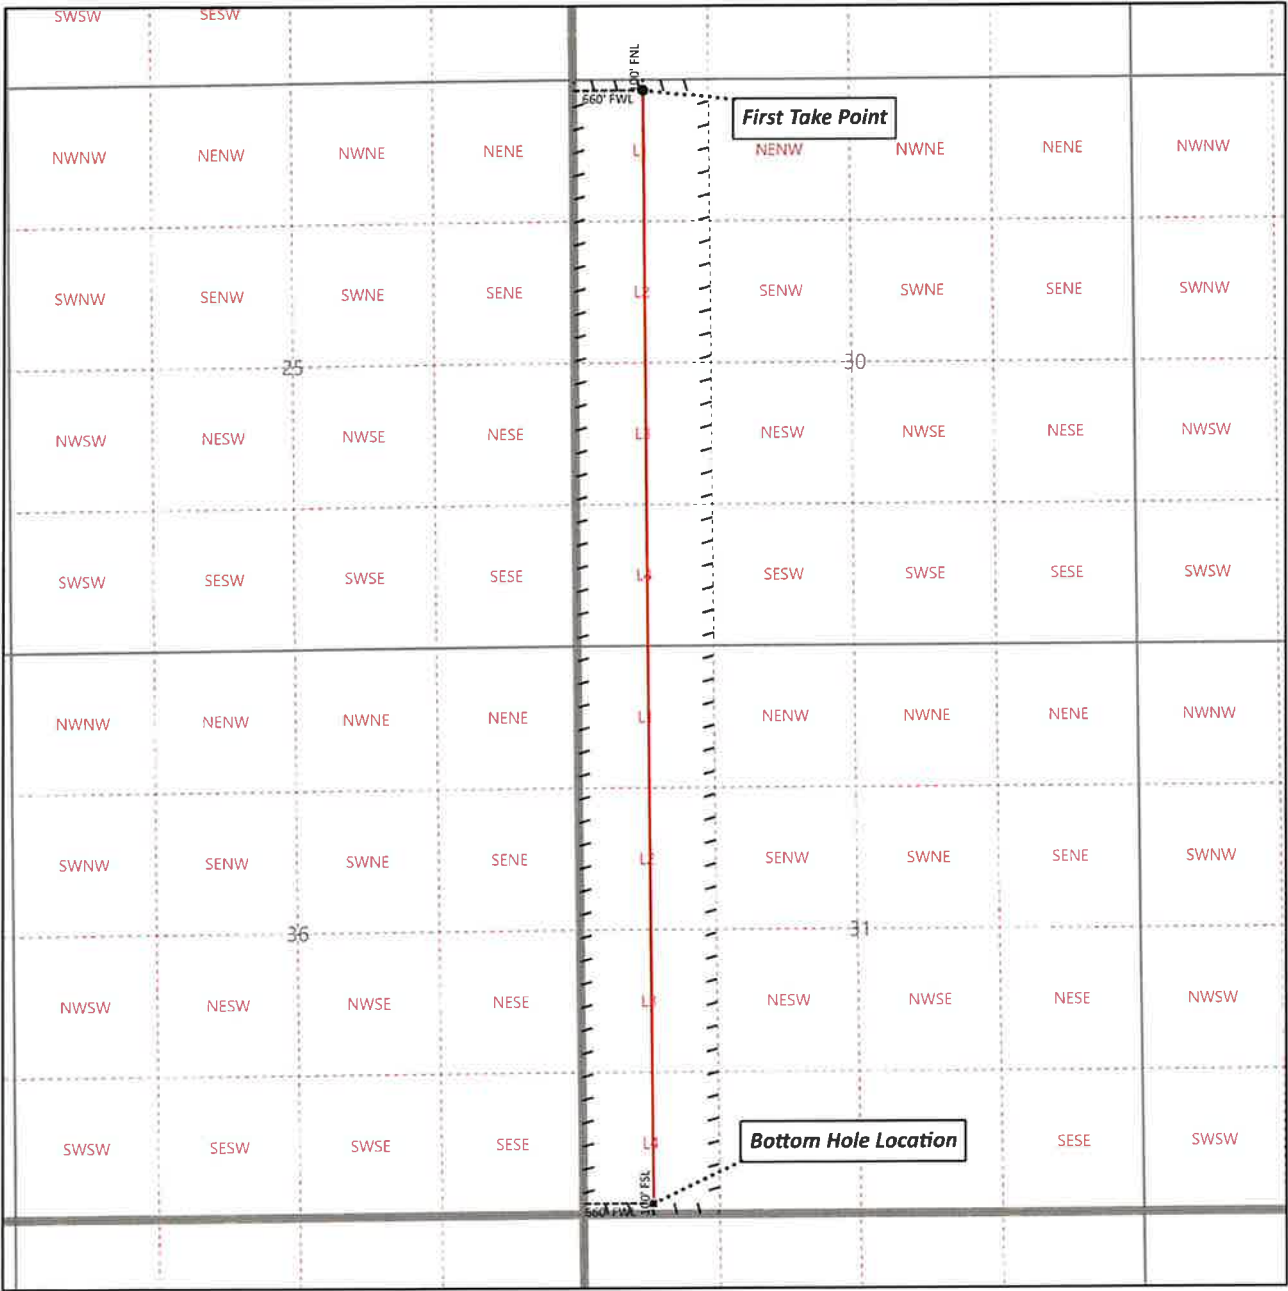 SWSW SESW
00' FNL
660' FWL
First Take Point
NWNW NENW NWNE NENE L NENW NWNE NENE NWNW
SWNW SENW SWNE SENE L2 SENW SWNE SENE SWNW
25 30
NWSW NESW NWSE NESE L3 NESW NWSE NESE NWSW
SWSW SESW SWSE SESE L4 SESW SWSE SESE SWSW
NWNW NENW NWNE NENE L1 NENW NWNE NENE NWNW
SWNW SENW SWNE SENE L2 SENW SWNE SENE SWNW
36 31
NWSW NESW NWSE NESE L3 NESW NWSE NESE NWSW
SWSW SESW SWSE SESE L4 SESE SWSW
Bottom Hole Location
100' FSL
660' FWL